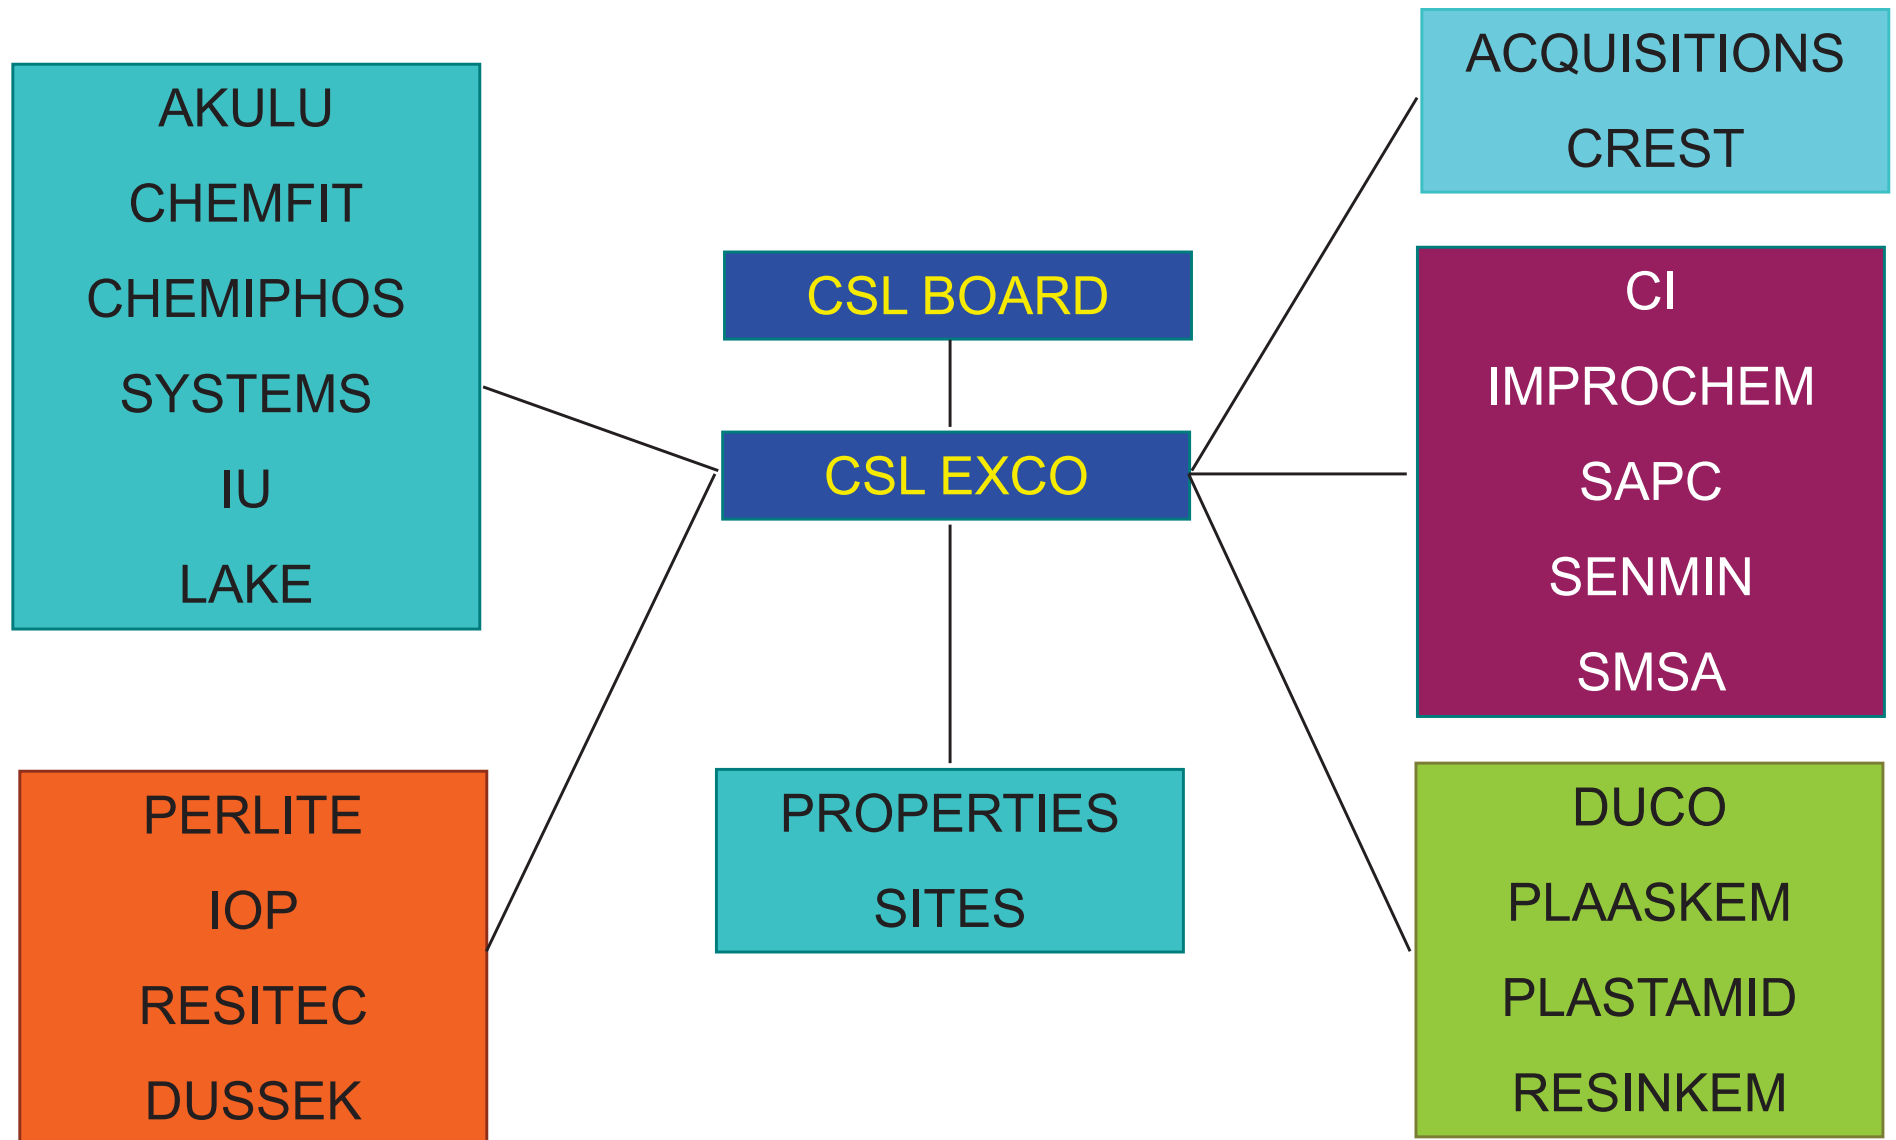 AKULU
CHEMFIT
CHEMIPHOS
SYSTEMS
IU
LAKE
PERLITE
IOP
RESITEC
DUSSEK
CSL BOARD
CSL EXCO
PROPERTIES
SITES
ACQUISITIONS
CREST
CI
IMPROCHEM
SAPC
SENMIN
SMSA
DUCO
PLAASKEM
PLASTAMID
RESINKEM